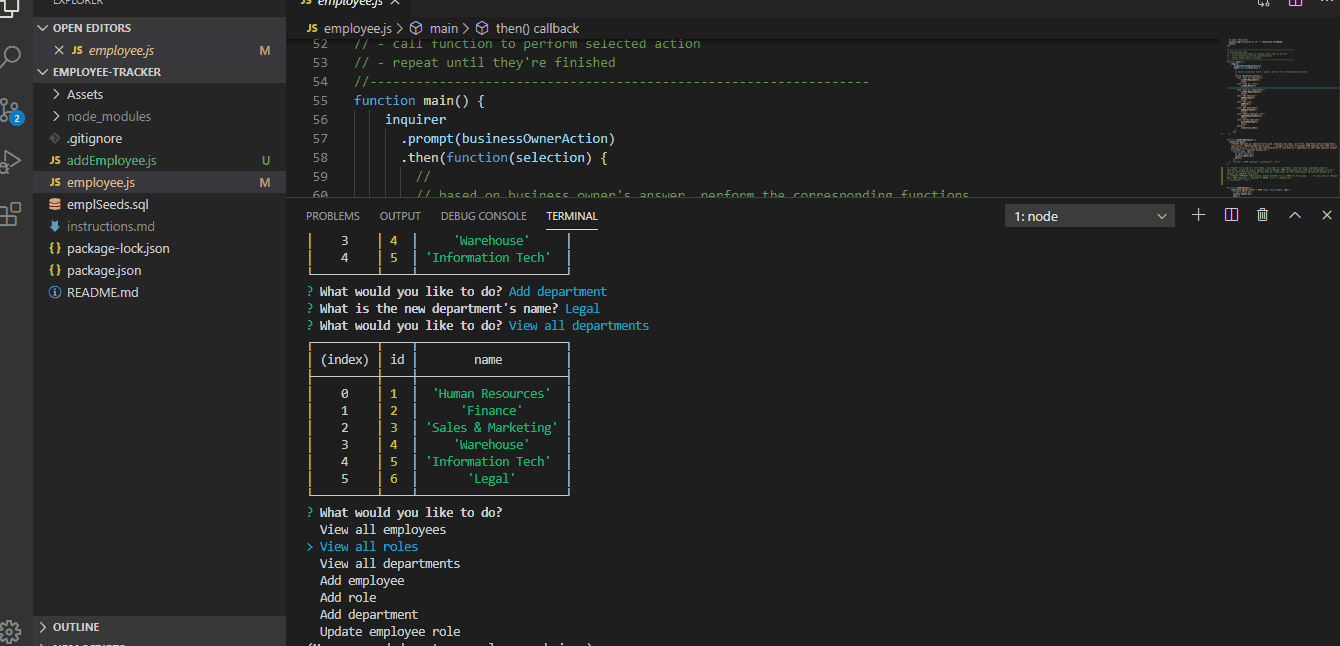 EXPLORER
OPEN EDITORS
JS employee.js M
EMPLOYEE-TRACKER
Assets
node_modules
.gitignore
JS addEmployee.js U
JS employee.js M
emplSeeds.sql
instructions.md
{} package-lock.json
{} package.json
README.md
OUTLINE
2
JS employee.js
JS employee.js > main > then() callback
52 // - call function to perform selected action
53 // - repeat until they're finished
54 //----------------------------------------------------------------
55 function main() {
56 inquirer
57 .prompt(businessOwnerAction)
58 .then(function(selection) {
59 //
60 // based on business owner's answer, perform the corresponding functions
PROBLEMS OUTPUT DEBUG CONSOLE TERMINAL 1: node
│ 3 │ 4 │ 'Warehouse' │
│ 4 │ 5 │ 'Information Tech' │
? What would you like to do? Add department
? What is the new department's name? Legal
? What would you like to do? View all departments
│ (index) │ id │ name │
│ 0 │ 1 │ 'Human Resources' │
│ 1 │ 2 │ 'Finance' │
│ 2 │ 3 │ 'Sales & Marketing' │
│ 3 │ 4 │ 'Warehouse' │
│ 4 │ 5 │ 'Information Tech' │
│ 5 │ 6 │ 'Legal' │
? What would you like to do?
View all employees
> View all roles
View all departments
Add employee
Add role
Add department
Update employee role